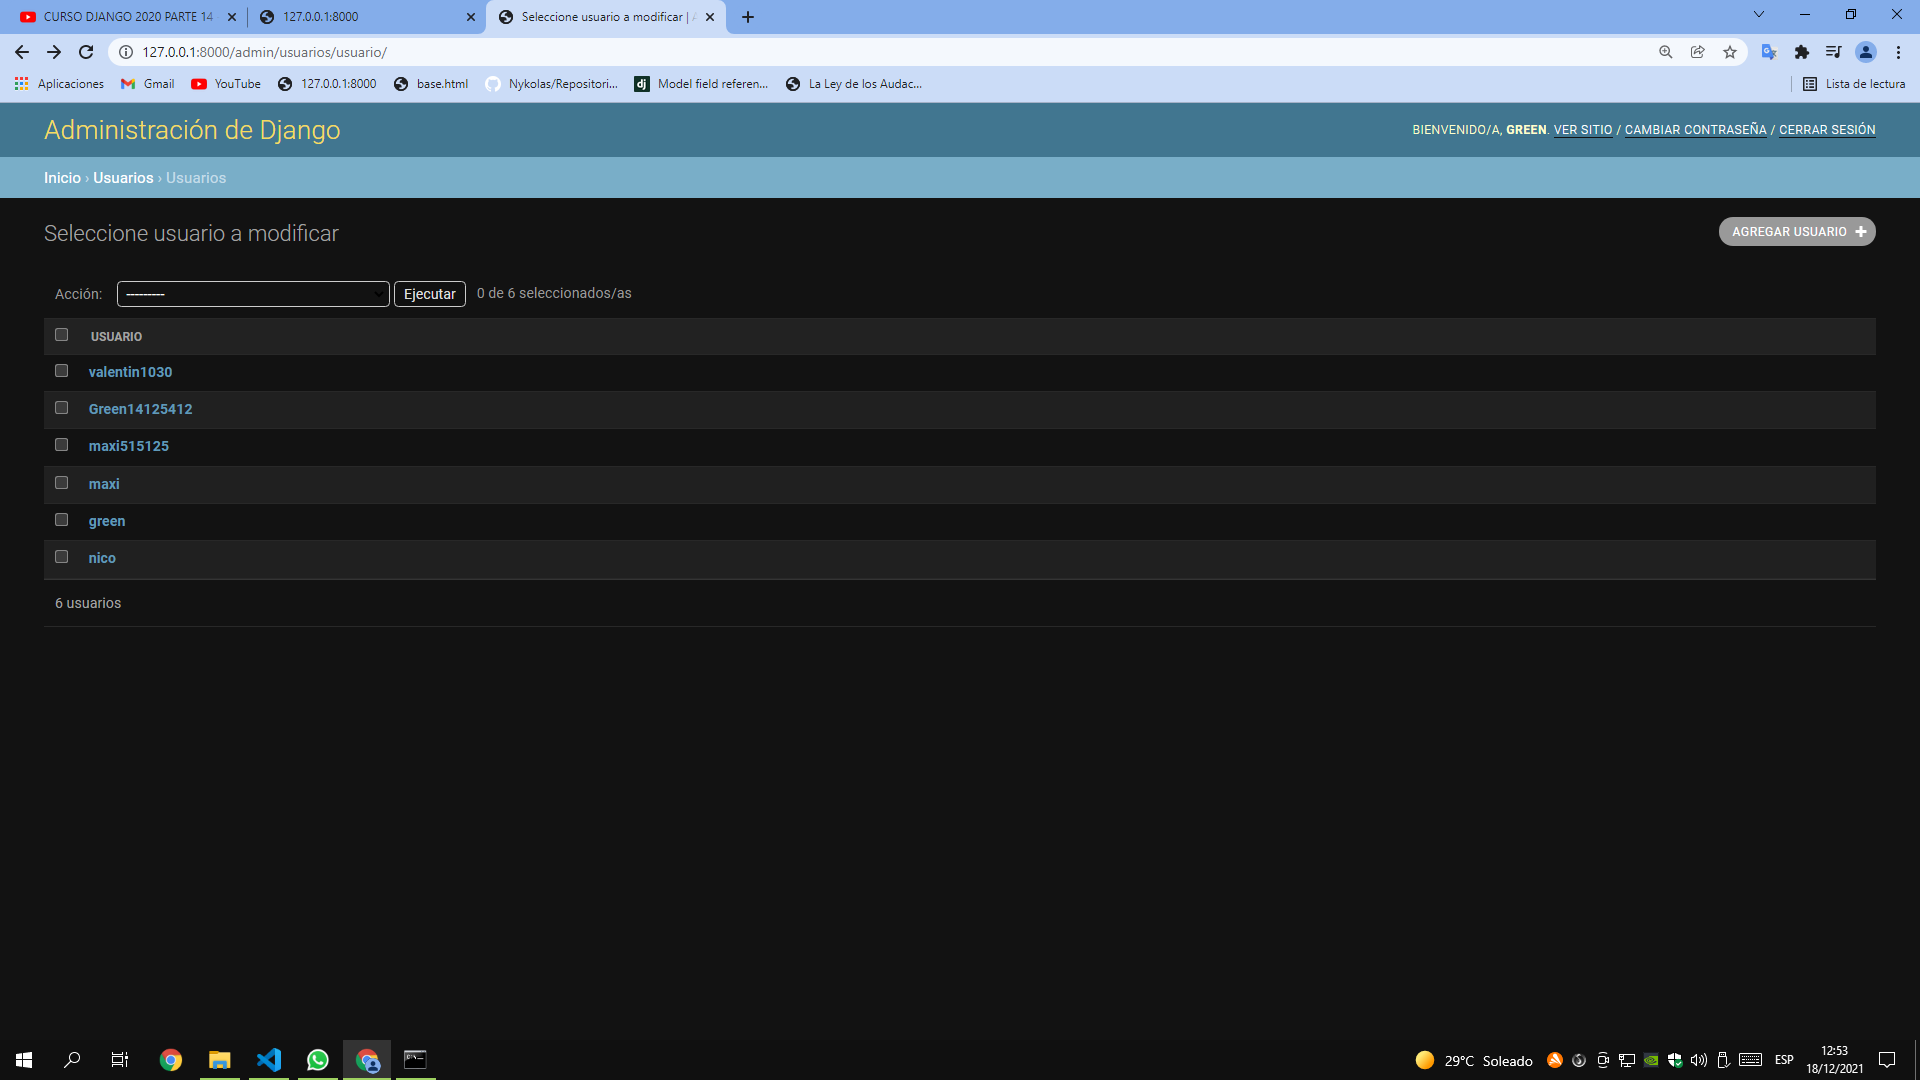 CURSO DJANGO 2020 PARTE 14
127.0.0.1:8000
Seleccione usuario a modificar |
127.0.0.1:8000/admin/usuarios/usuario/
Aplicaciones
Gmail
YouTube
127.0.0.1:8000
base.html
Nykolas/Repositori...
Model field referen...
La Ley de los Audac...
Lista de lectura
Administración de Django
BIENVENIDO/A, GREEN. VER SITIO / CAMBIAR CONTRASEÑA / CERRAR SESIÓN
Inicio › Usuarios › Usuarios
Seleccione usuario a modificar
AGREGAR USUARIO +
Acción:
---------
Ejecutar
0 de 6 seleccionados/as
USUARIO
valentin1030
Green14125412
maxi515125
maxi
green
nico
6 usuarios
29°C Soleado
ESP
12:53
18/12/2021